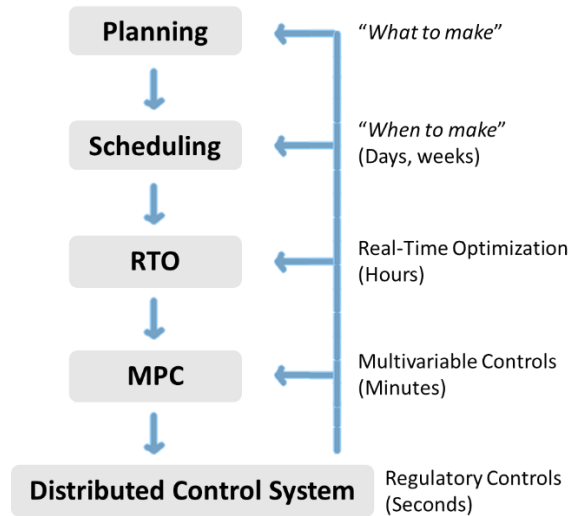 Planning
“What to make”
Scheduling
“When to make”
(Days, weeks)
RTO
Real-Time Optimization
(Hours)
MPC
Multivariable Controls
(Minutes)
Distributed Control System
Regulatory Controls
(Seconds)